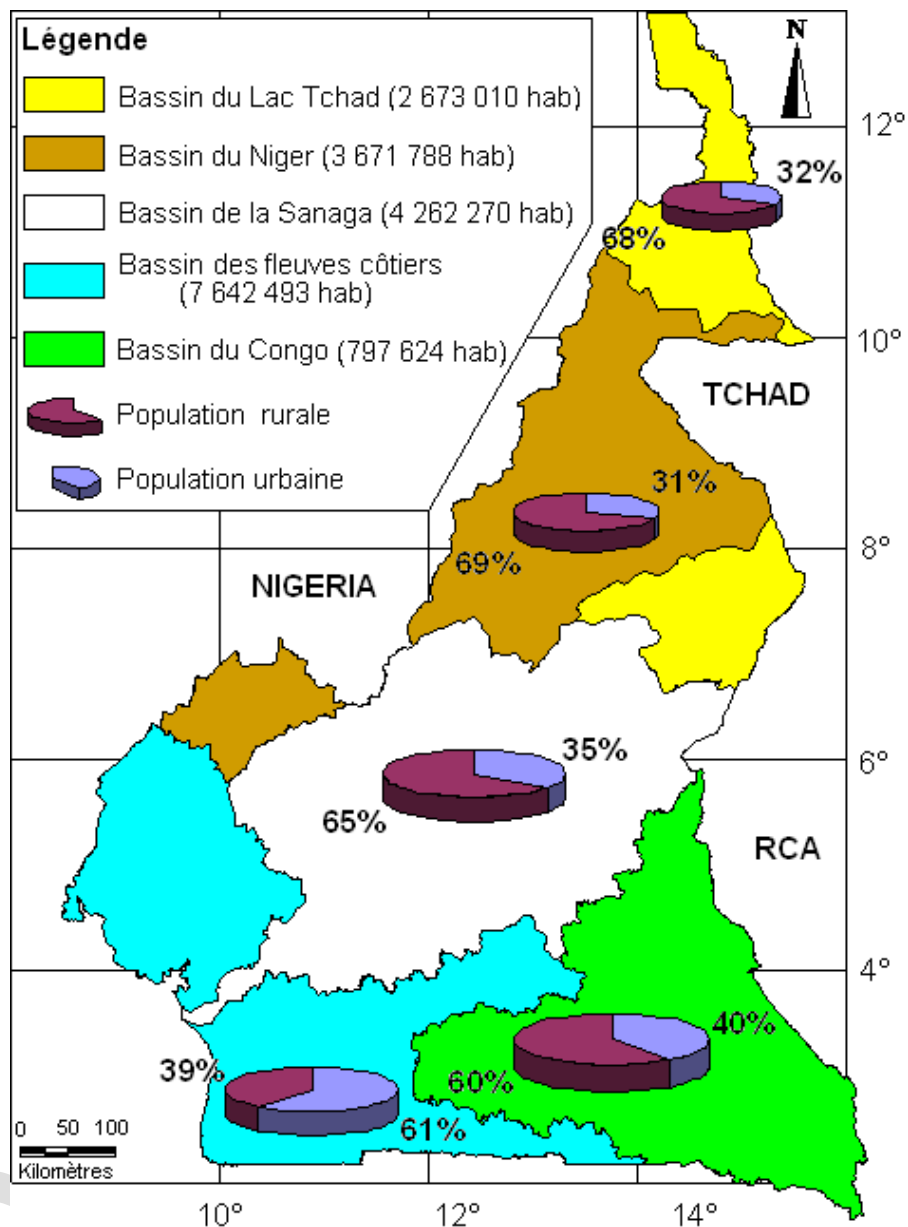 Légende
Bassin du Lac Tchad (2 673 010 hab)
Bassin du Niger (3 671 788 hab)
Bassin de la Sanaga (4 262 270 hab)
Bassin des fleuves côtiers
(7 642 493 hab)
Bassin du Congo (797 624 hab)
Population rurale
Population urbaine
N
12°
32%
68%
10°
TCHAD
31%
69%
8°
NIGERIA
6°
35%
65%
RCA
4°
40%
60%
39%
61%
0 50 100
Kilomètres
10° 12° 14°